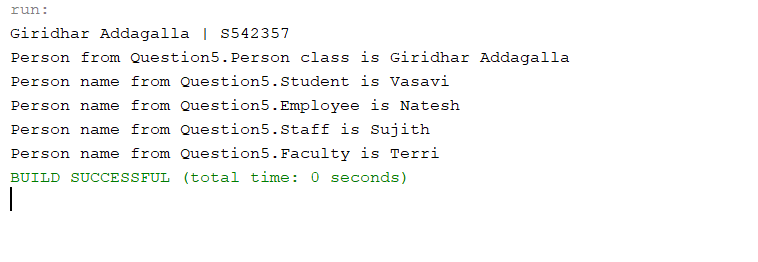 run:
Giridhar Addagalla | S542357
Person from Question5.Person class is Giridhar Addagalla
Person name from Question5.Student is Vasavi
Person name from Question5.Employee is Natesh
Person name from Question5.Staff is Sujith
Person name from Question5.Faculty is Terri
BUILD SUCCESSFUL (total time: 0 seconds)